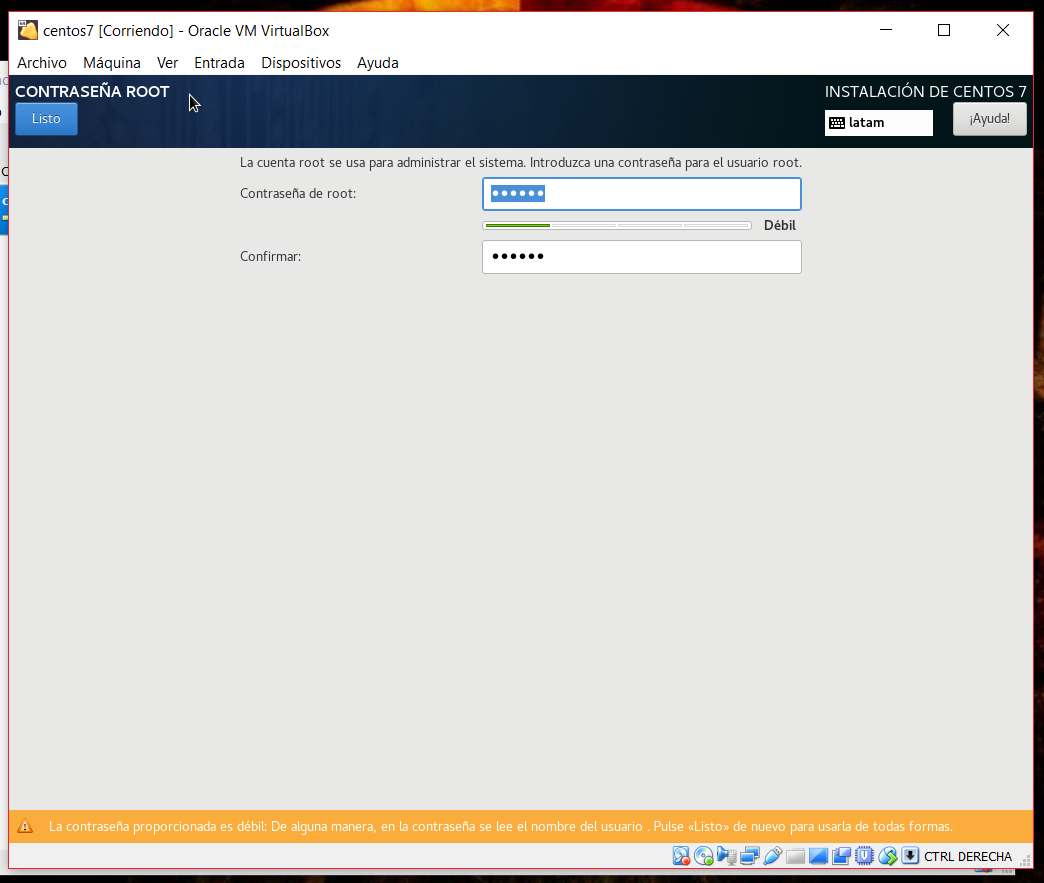 centos7 [Corriendo] - Oracle VM VirtualBox
Archivo Máquina Ver Entrada Dispositivos Ayuda
CONTRASEÑA ROOT
INSTALACIÓN DE CENTOS 7
Listo
latam
¡Ayuda!
La cuenta root se usa para administrar el sistema. Introduzca una contraseña para el usuario root.
Contraseña de root: ••••••
Débil
Confirmar: ••••••
La contraseña proporcionada es débil: De alguna manera, en la contraseña se lee el nombre del usuario . Pulse «Listo» de nuevo para usarla de todas formas.
CTRL DERECHA